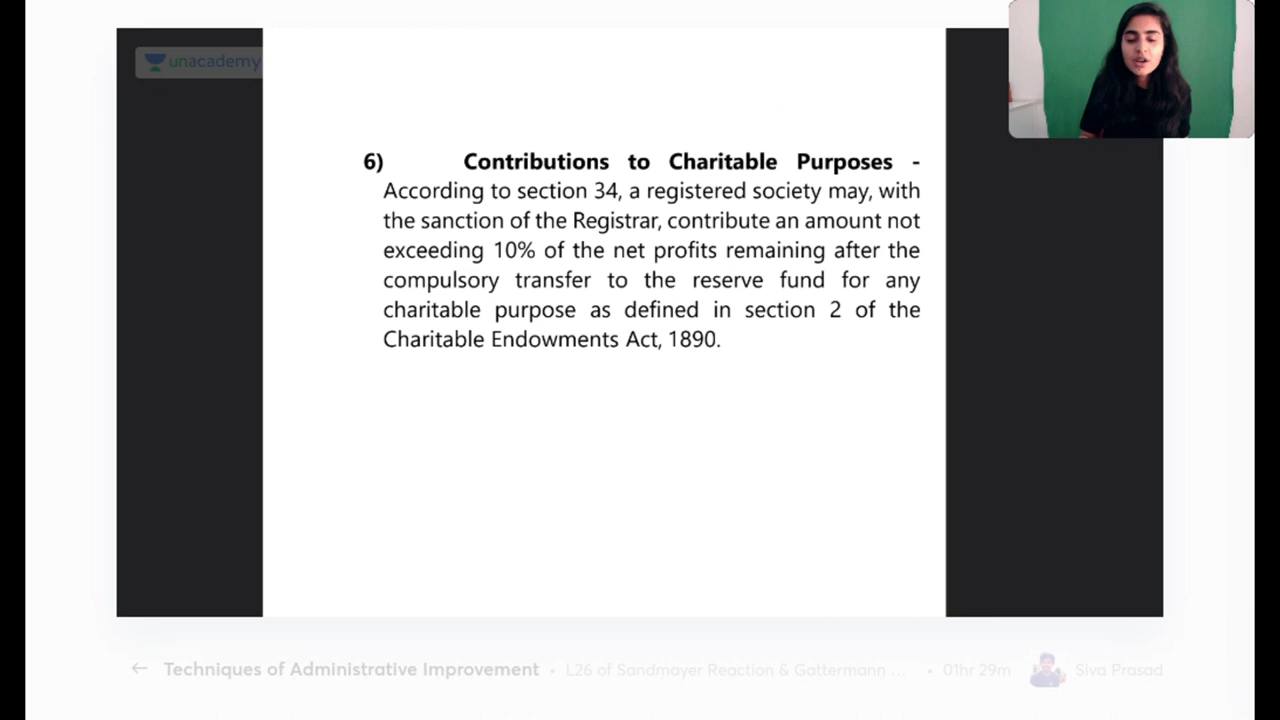 unacademy
6) Contributions to Charitable Purposes -
According to section 34, a registered society may, with
the sanction of the Registrar, contribute an amount not
exceeding 10% of the net profits remaining after the
compulsory transfer to the reserve fund for any
charitable purpose as defined in section 2 of the
Charitable Endowments Act, 1890.
Techniques of Administrative Improvement • L26 of Sandmayer Reaction & Gattermann ... • 01hr 29m Siva Prasad